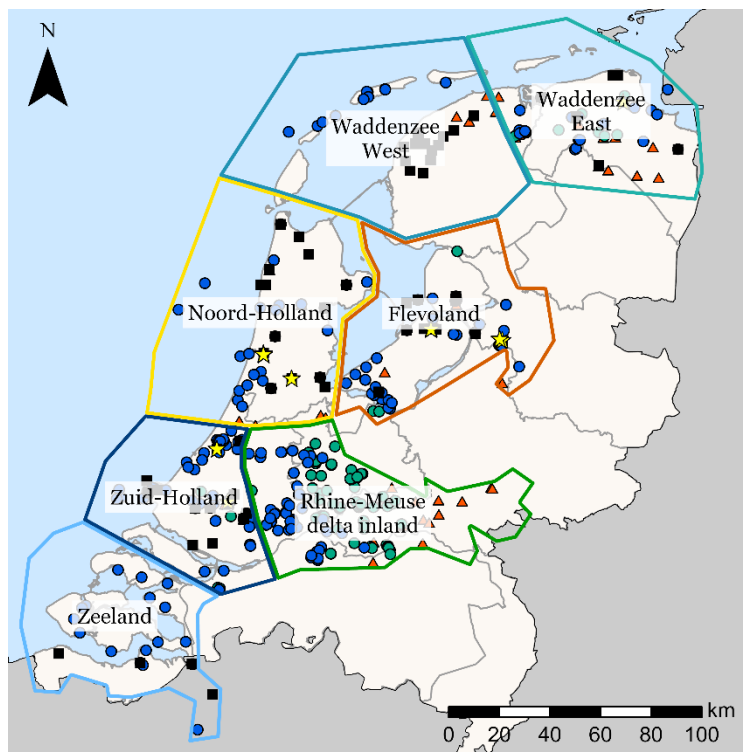 N
Waddenzee
West
Waddenzee
East
Noord-Holland
Flevoland
Zuid-Holland
Rhine-Meuse
delta inland
Zeeland
km
0 20 40 60 80 100